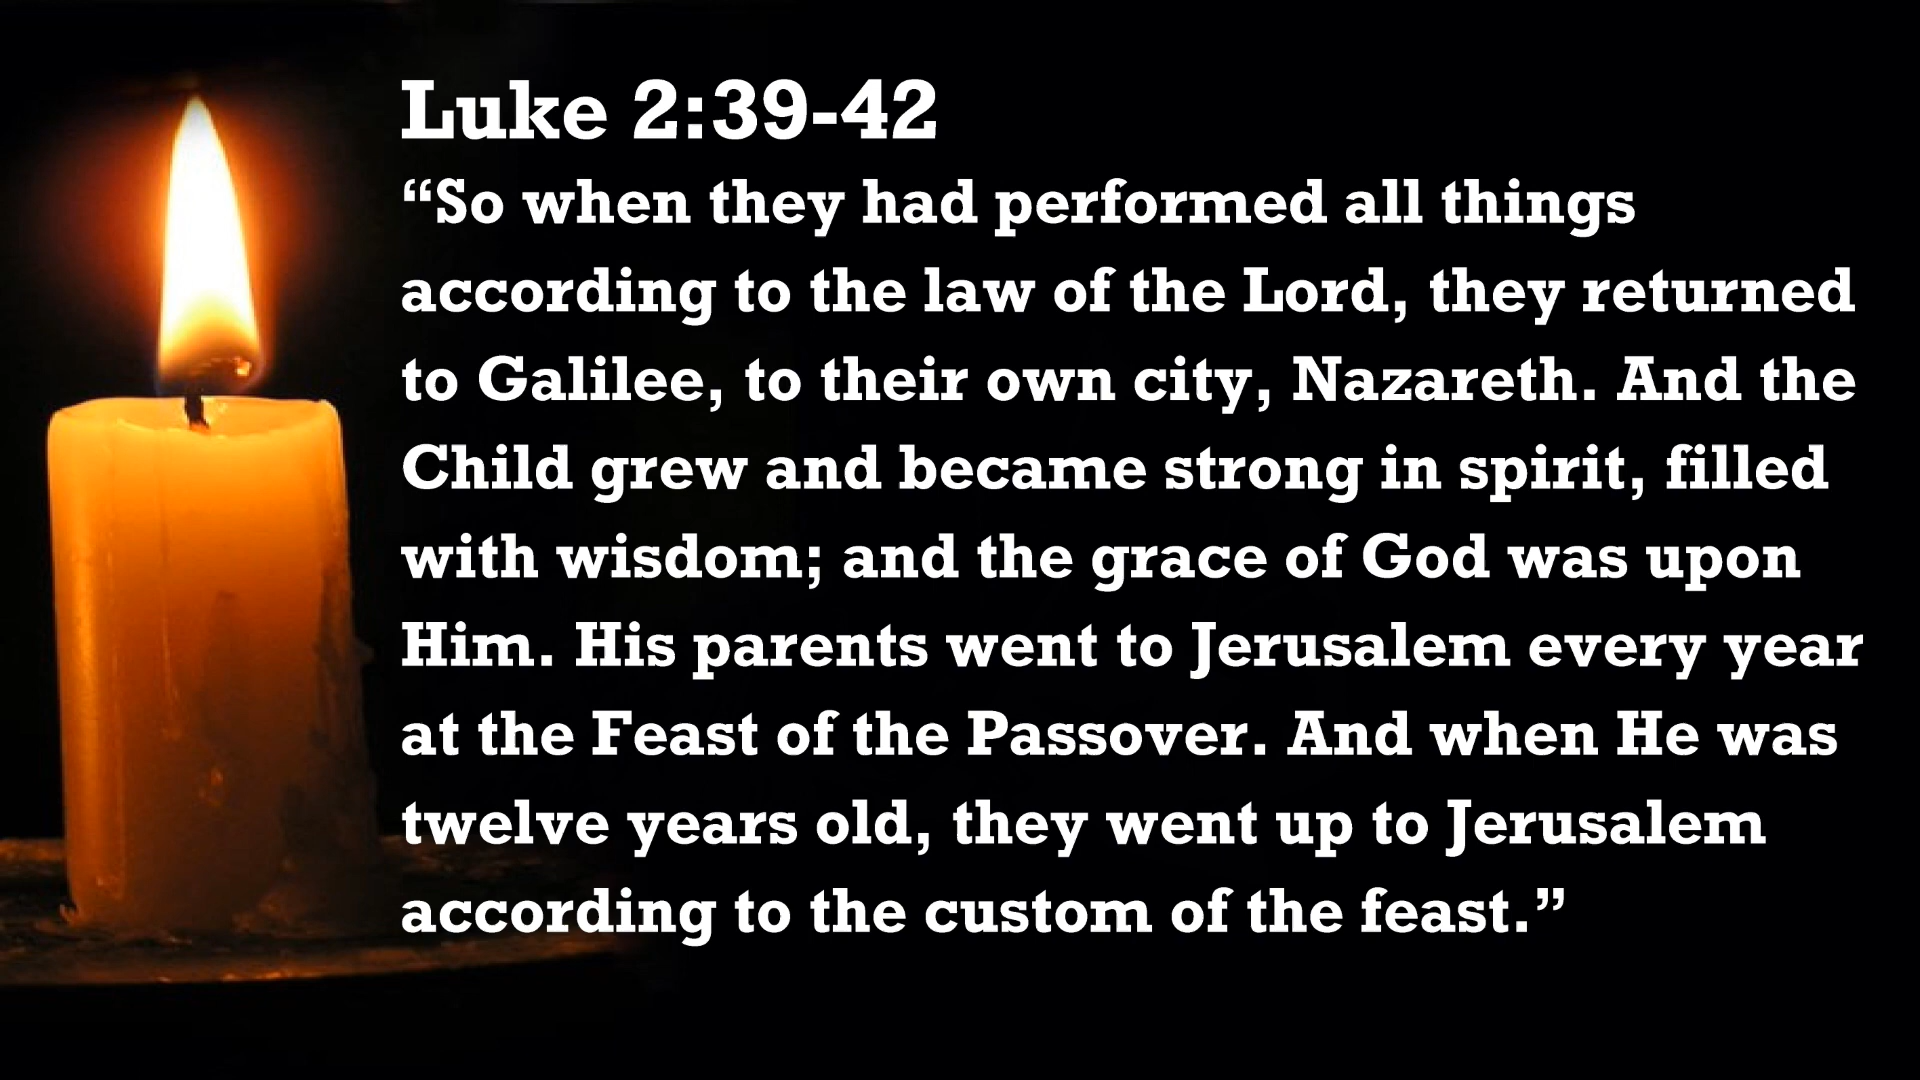 Luke 2:39-42
“So when they had performed all things
according to the law of the Lord, they returned
to Galilee, to their own city, Nazareth. And the
Child grew and became strong in spirit, filled
with wisdom; and the grace of God was upon
Him. His parents went to Jerusalem every year
at the Feast of the Passover. And when He was
twelve years old, they went up to Jerusalem
according to the custom of the feast.”